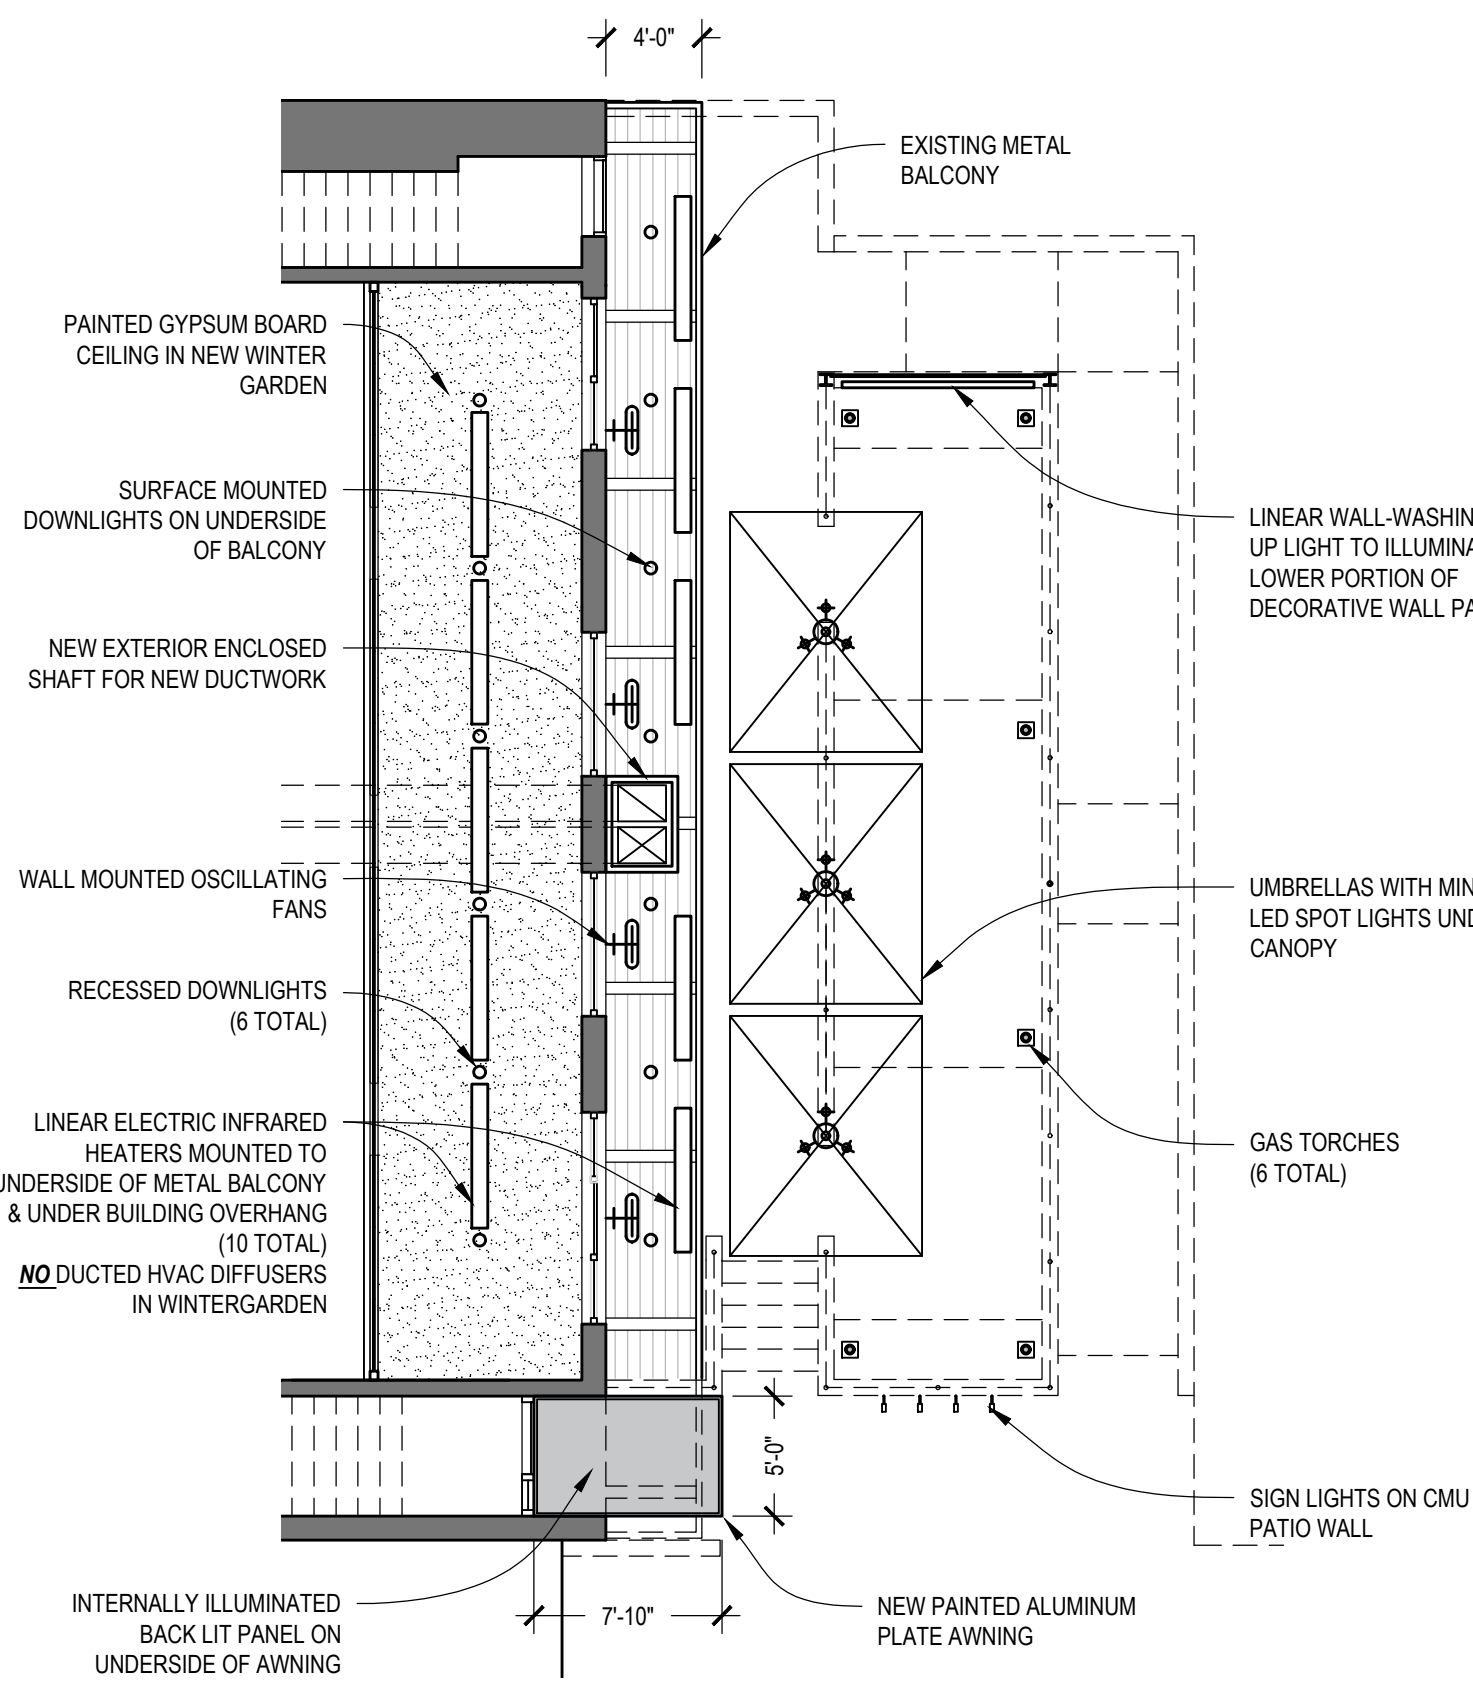 4'-0"
EXISTING METAL
BALCONY
PAINTED GYPSUM BOARD
CEILING IN NEW WINTER
GARDEN
SURFACE MOUNTED
DOWNLIGHTS ON UNDERSIDE
OF BALCONY
LINEAR WALL-WASHIN
UP LIGHT TO ILLUMINA
LOWER PORTION OF
DECORATIVE WALL PA
NEW EXTERIOR ENCLOSED
SHAFT FOR NEW DUCTWORK
WALL MOUNTED OSCILLATING
FANS
UMBRELLAS WITH MIN
LED SPOT LIGHTS UND
CANOPY
RECESSED DOWNLIGHTS
(6 TOTAL)
LINEAR ELECTRIC INFRARED
HEATERS MOUNTED TO
UNDERSIDE OF METAL BALCONY
& UNDER BUILDING OVERHANG
(10 TOTAL)
NO DUCTED HVAC DIFFUSERS
IN WINTERGARDEN
GAS TORCHES
(6 TOTAL)
5'-0"
SIGN LIGHTS ON CMU
PATIO WALL
INTERNALLY ILLUMINATED
BACK LIT PANEL ON
UNDERSIDE OF AWNING
7'-10"
NEW PAINTED ALUMINUM
PLATE AWNING